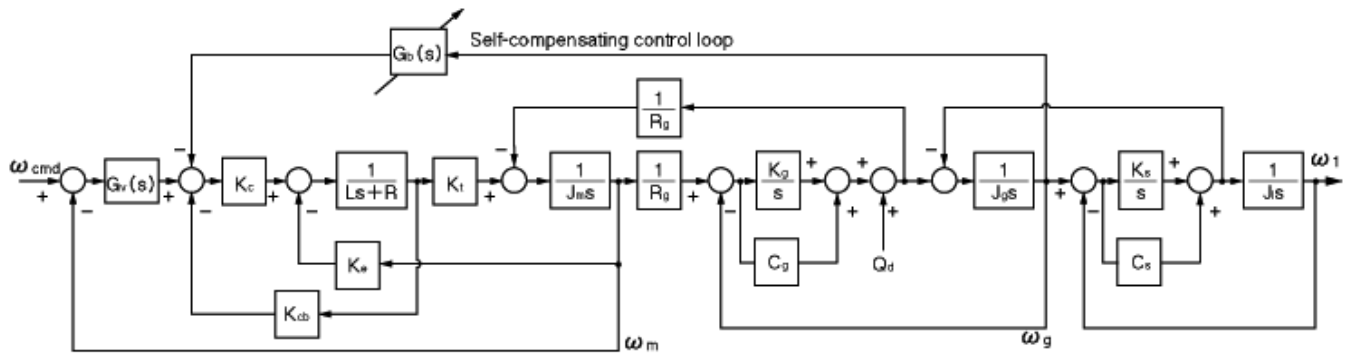 Self-compensating control loop
Gb(s)
1
Rg
ωcmd
+
−
Gv(s)
+
−
−
Kc
+
−
1
Ls+R
Kt
+
−
1
Jms
1
Rg
+
−
Kg
s
+
+
+
+
−
1
Jgs
+
−
Ks
s
+
+
1
Jls
ω1
Ke
Cg
Qd
Cs
Kcb
ωm
ωg